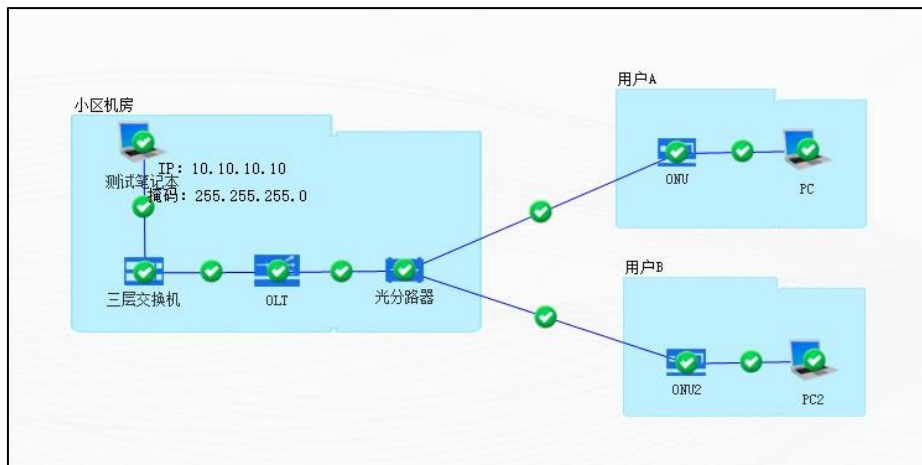 小区机房
IP: 10.10.10.10
测试笔记本
掩码: 255.255.255.0
三层交换机
OLT
光分路器
用户A
ONU
PC
用户B
ONU2
PC2